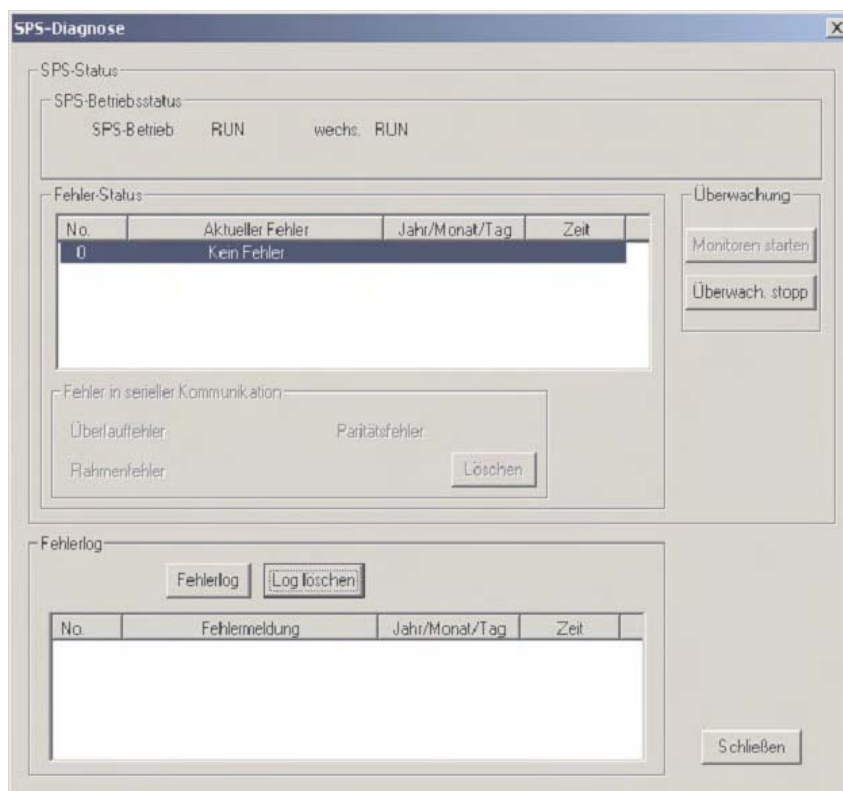 SPS-Diagnose
SPS-Status
SPS-Betriebsstatus
SPS-Betrieb RUN wechs. RUN
Fehler-Status
No. Aktueller Fehler Jahr/Monat/Tag Zeit
0 Kein Fehler
Überwachung
Monitoren starten
Überwach. stopp
Fehler in serieller Kommunikation
Überlauffehler Paritätsfehler
Rahmenfehler Löschen
Fehlerlog
Fehlerlog Log löschen
No. Fehlermeldung Jahr/Monat/Tag Zeit
Schließen